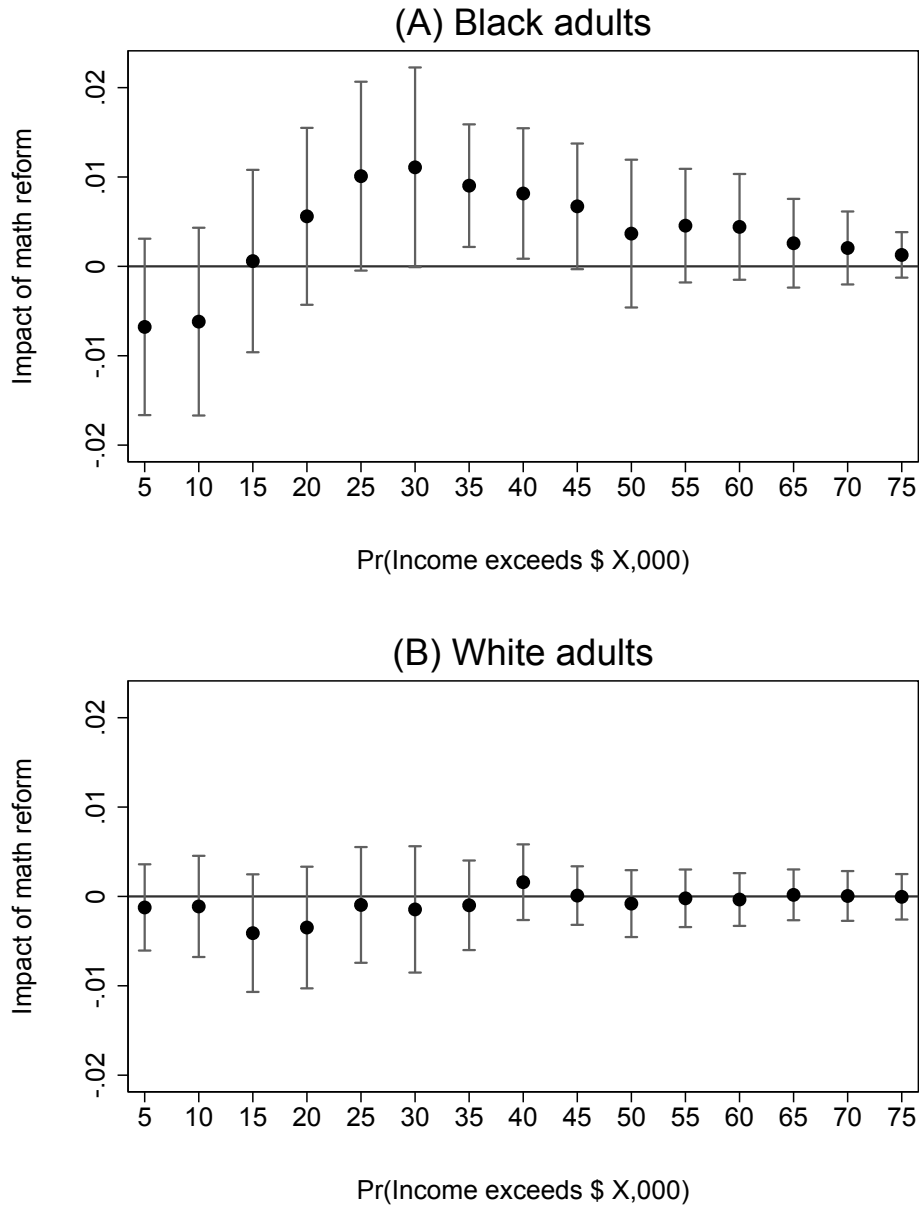 (A) Black adults
Impact of math reform
.02
.01
0
-.01
-.02
5 10 15 20 25 30 35 40 45 50 55 60 65 70 75
Pr(Income exceeds $ X,000)
(B) White adults
Impact of math reform
.02
.01
0
-.01
-.02
5 10 15 20 25 30 35 40 45 50 55 60 65 70 75
Pr(Income exceeds $ X,000)